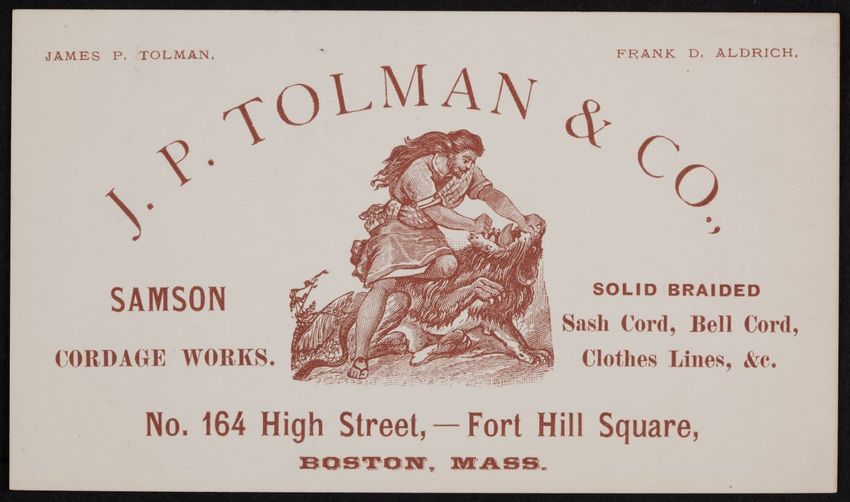 JAMES P. TOLMAN.
FRANK D. ALDRICH.
J. P. TOLMAN & CO.,
SAMSON
CORDAGE WORKS.
SOLID BRAIDED
Sash Cord, Bell Cord,
Clothes Lines, &c.
No. 164 High Street,—Fort Hill Square,
BOSTON, MASS.